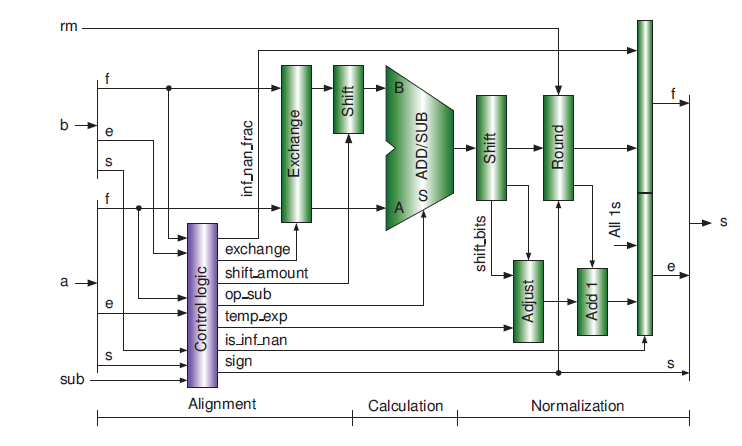 rm
f
b
e
s
f
a
e
s
sub
inf_nan_frac
Exchange
Shift
B
ADD/SUB
A
S
Shift
Round
shift_bits
All 1s
Adjust
Add 1
Control logic
exchange
shift_amount
op_sub
temp_exp
is_inf_nan
sign
f
s
e
s
Alignment
Calculation
Normalization